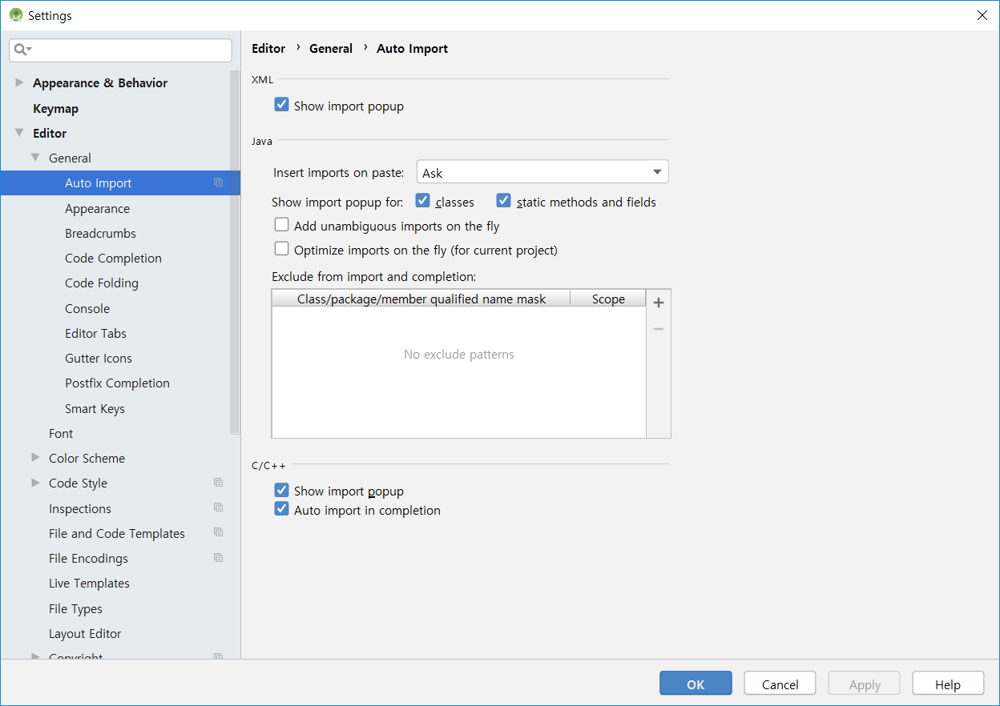 Settings
Editor › General › Auto Import
Appearance & Behavior
Keymap
Editor
General
Auto Import
Appearance
Breadcrumbs
Code Completion
Code Folding
Console
Editor Tabs
Gutter Icons
Postfix Completion
Smart Keys
Font
Color Scheme
Code Style
Inspections
File and Code Templates
File Encodings
Live Templates
File Types
Layout Editor
Copyright
XML
Show import popup
Java
Insert imports on paste: Ask
Show import popup for: classes static methods and fields
Add unambiguous imports on the fly
Optimize imports on the fly (for current project)
Exclude from import and completion:
Class/package/member qualified name mask Scope
No exclude patterns
C/C++
Show import popup
Auto import in completion
OK Cancel Apply Help